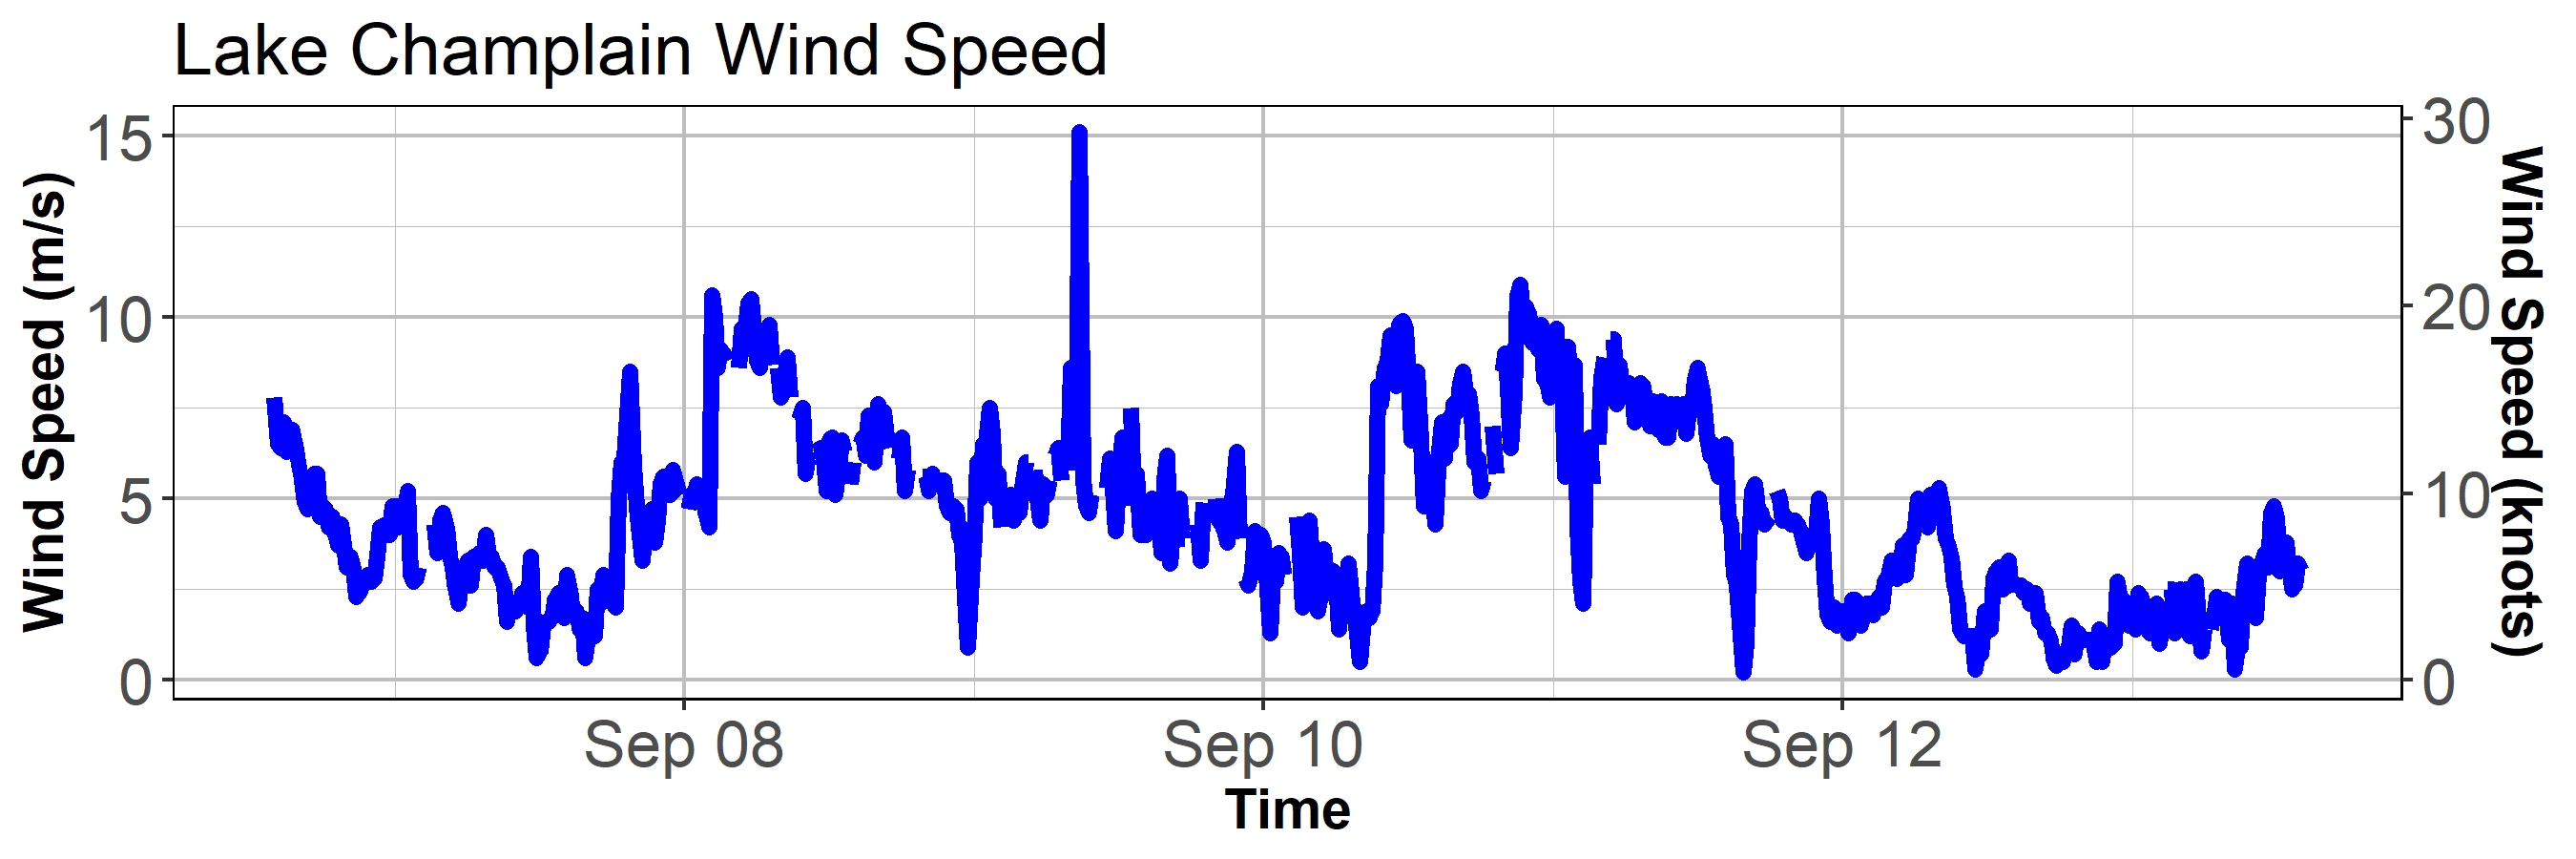 Lake Champlain Wind Speed
Wind Speed (m/s)
15
10
5
0
30
20
10
0
Wind Speed (knots)
Sep 08
Sep 10
Sep 12
Time